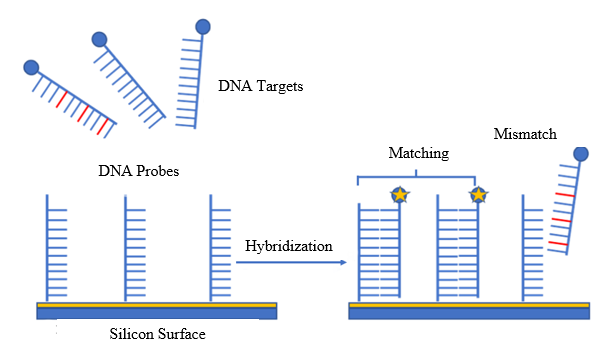 DNA Targets
Mismatch
Matching
DNA Probes
Hybridization
Silicon Surface